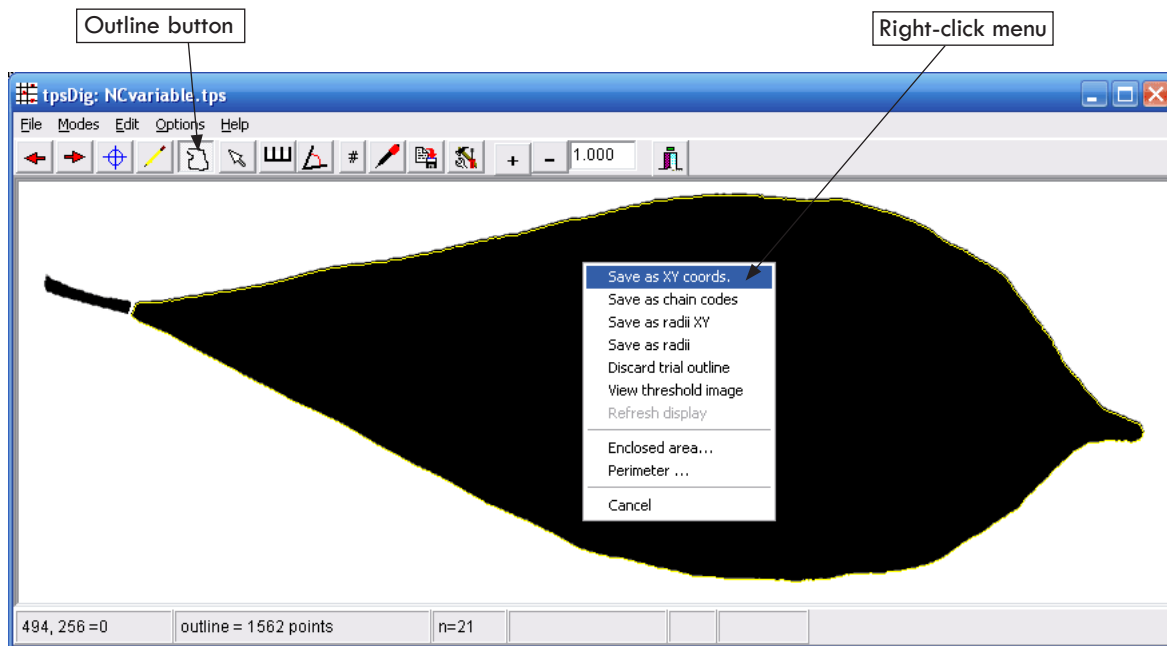 Outline button
Right-click menu
tpsDig: NCvariable.tps
File Modes Edit Options Help
# + - 1.000
Save as XY coords.
Save as chain codes
Save as radii XY
Save as radii
Discard trial outline
View threshold image
Refresh display
Enclosed area...
Perimeter ...
Cancel
494, 256 =0 outline = 1562 points n=21